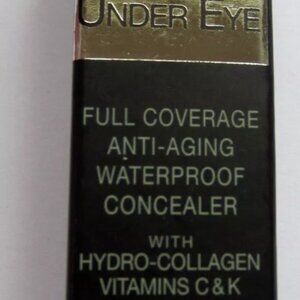 UNDER EYE
FULL COVERAGE
ANTI-AGING
WATERPROOF
CONCEALER
WITH
HYDRO-COLLAGEN
VITAMINS C & K